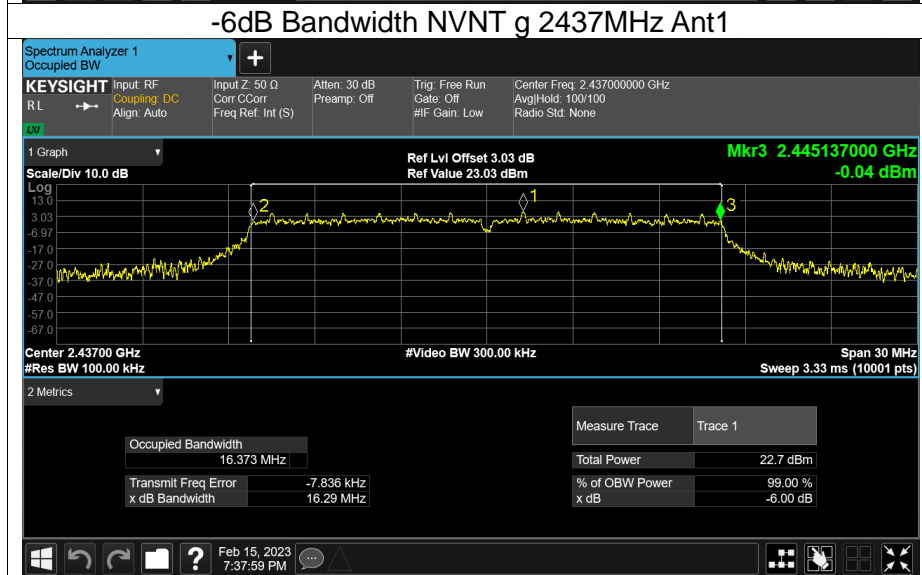 -6dB Bandwidth NVNT g 2437MHz Ant1
Spectrum Analyzer 1
Occupied BW
+
KEYSIGHT
R L
LXI
Input: RF
Coupling: DC
Align: Auto
Input Z: 50 Ω
Corr CCorr
Freq Ref: Int (S)
Atten: 30 dB
Preamp: Off
Trig: Free Run
Gate: Off
#IF Gain: Low
Center Freq: 2.437000000 GHz
Avg|Hold: 100/100
Radio Std: None
1 Graph
Scale/Div 10.0 dB
Ref Lvl Offset 3.03 dB
Ref Value 23.03 dBm
Mkr3 2.445137000 GHz
-0.04 dBm
Log
13.0
3.03
-6.97
-17.0
-27.0
-37.0
-47.0
-57.0
-67.0
2
1
3
Center 2.43700 GHz
#Res BW 100.00 kHz
#Video BW 300.00 kHz
Span 30 MHz
Sweep 3.33 ms (10001 pts)
2 Metrics
Occupied Bandwidth
16.373 MHz
Transmit Freq Error -7.836 kHz
x dB Bandwidth 16.29 MHz
Measure Trace Trace 1
Total Power 22.7 dBm
% of OBW Power 99.00 %
x dB -6.00 dB
?
Feb 15, 2023
7:37:59 PM